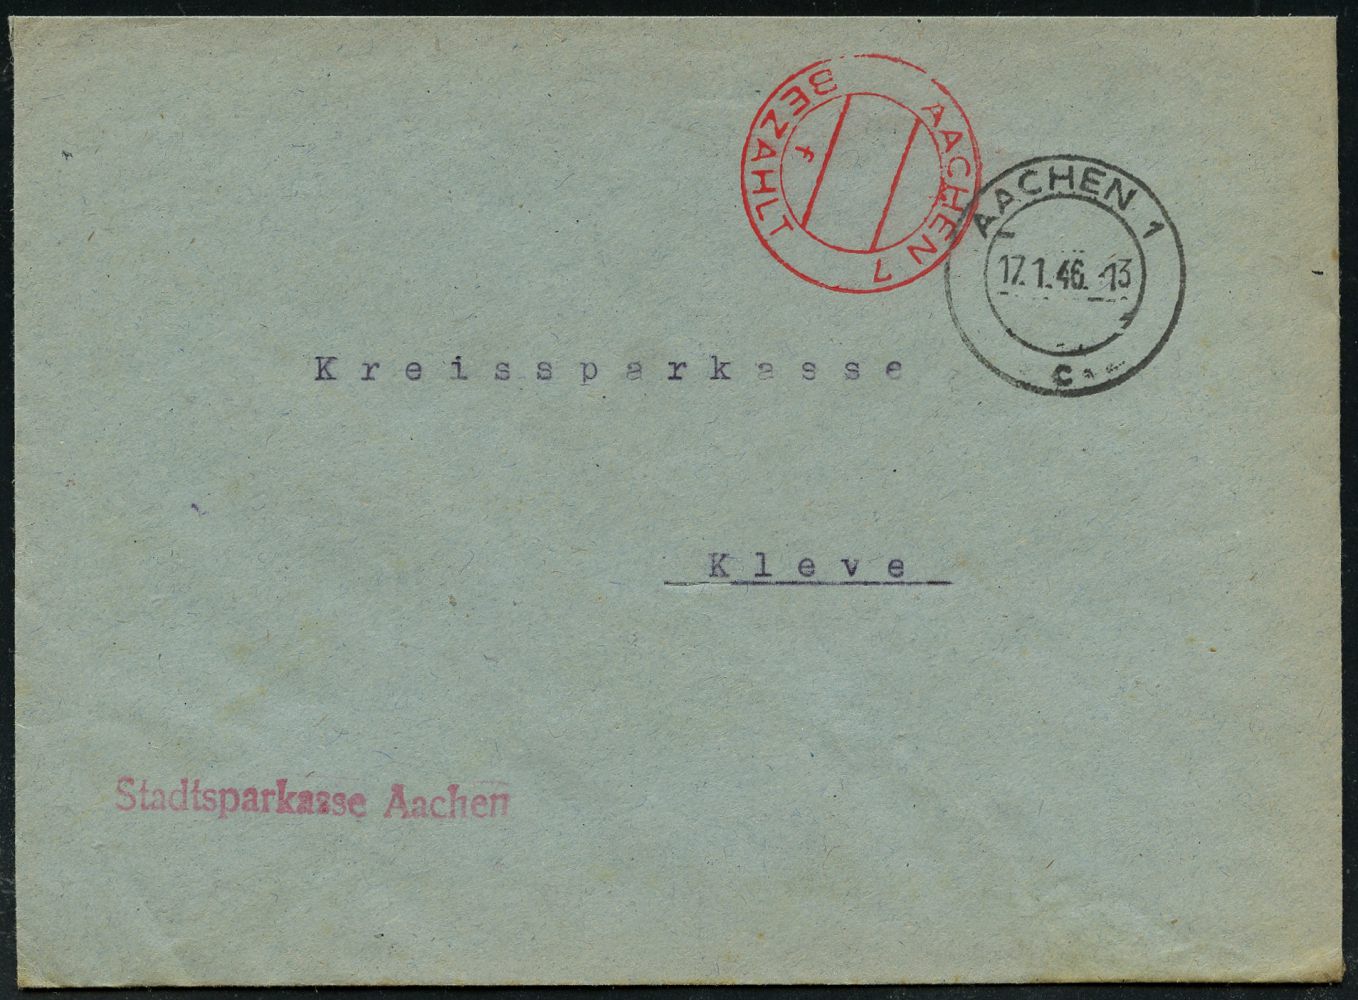 AACHEN 1
BEZAHLT
f
AACHEN 1
17.1.46.-13
c
Kreissparkasse
Kleve
Stadtsparkasse Aachen